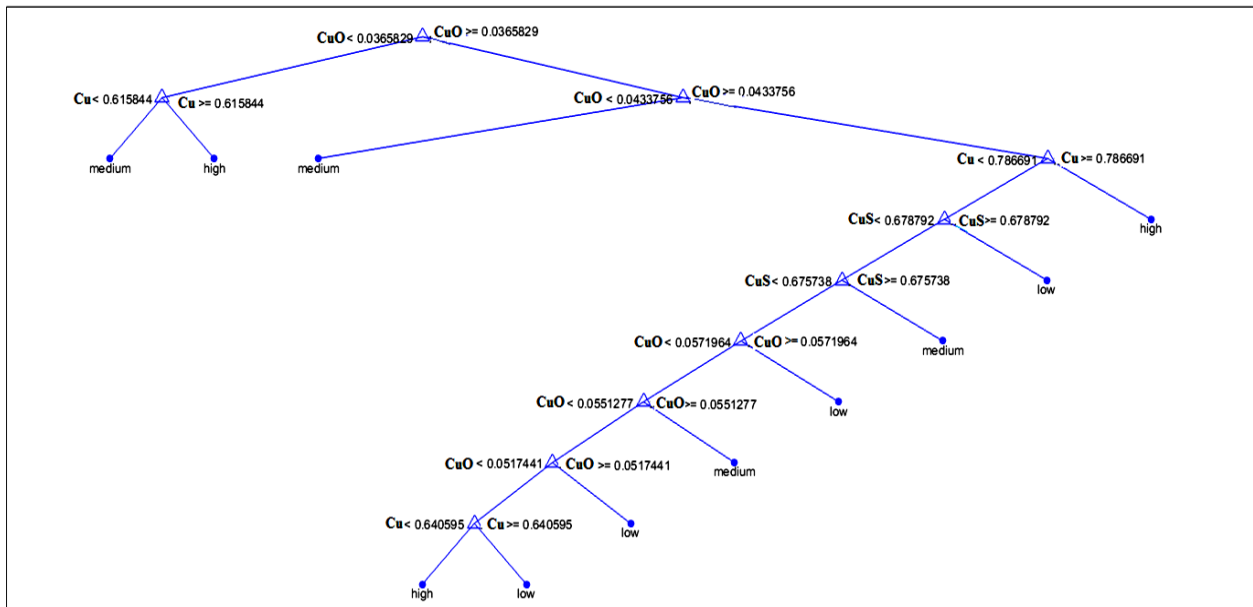 CuO < 0.0365829 CuO >= 0.0365829
Cu < 0.615844 Cu >= 0.615844
CuO < 0.0433756 CuO >= 0.0433756
medium
high
medium
Cu < 0.786691 Cu >= 0.786691
CuS< 0.678792 CuS>= 0.678792
high
CuS< 0.675738 CuS>= 0.675738
low
CuO < 0.0571964 CuO >= 0.0571964
medium
CuO < 0.0551277 CuO>= 0.0551277
low
CuO < 0.0517441 CuO >= 0.0517441
medium
Cu< 0.640595 Cu>= 0.640595
low
high
low